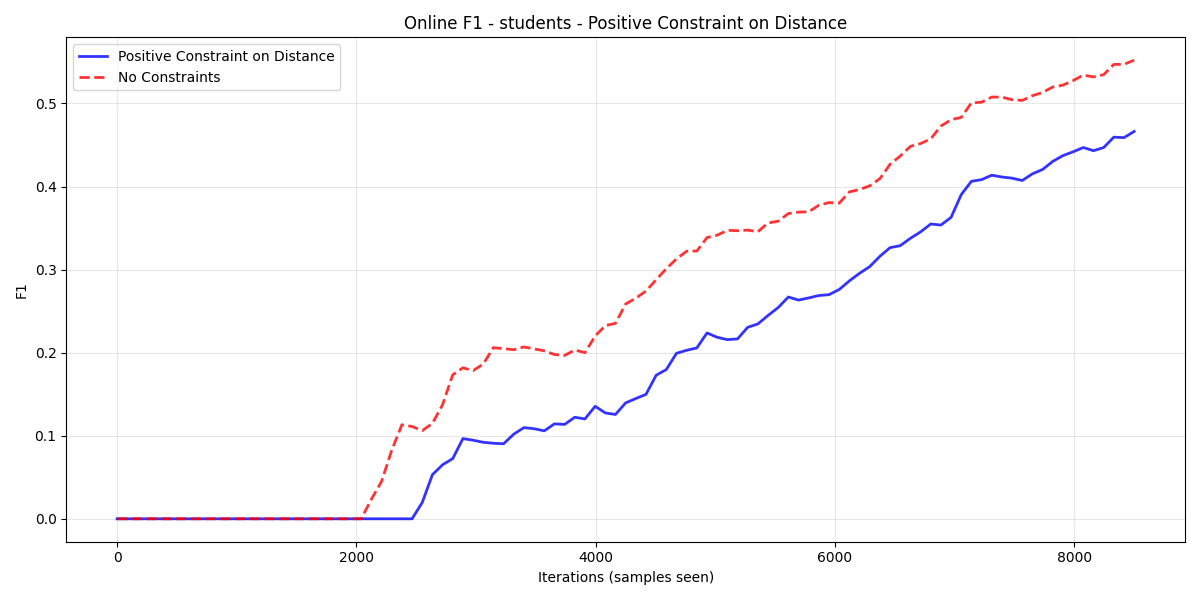 Online F1 - students - Positive Constraint on Distance
Positive Constraint on Distance
No Constraints
F1
0.5
0.4
0.3
0.2
0.1
0.0
0 2000 4000 6000 8000
Iterations (samples seen)